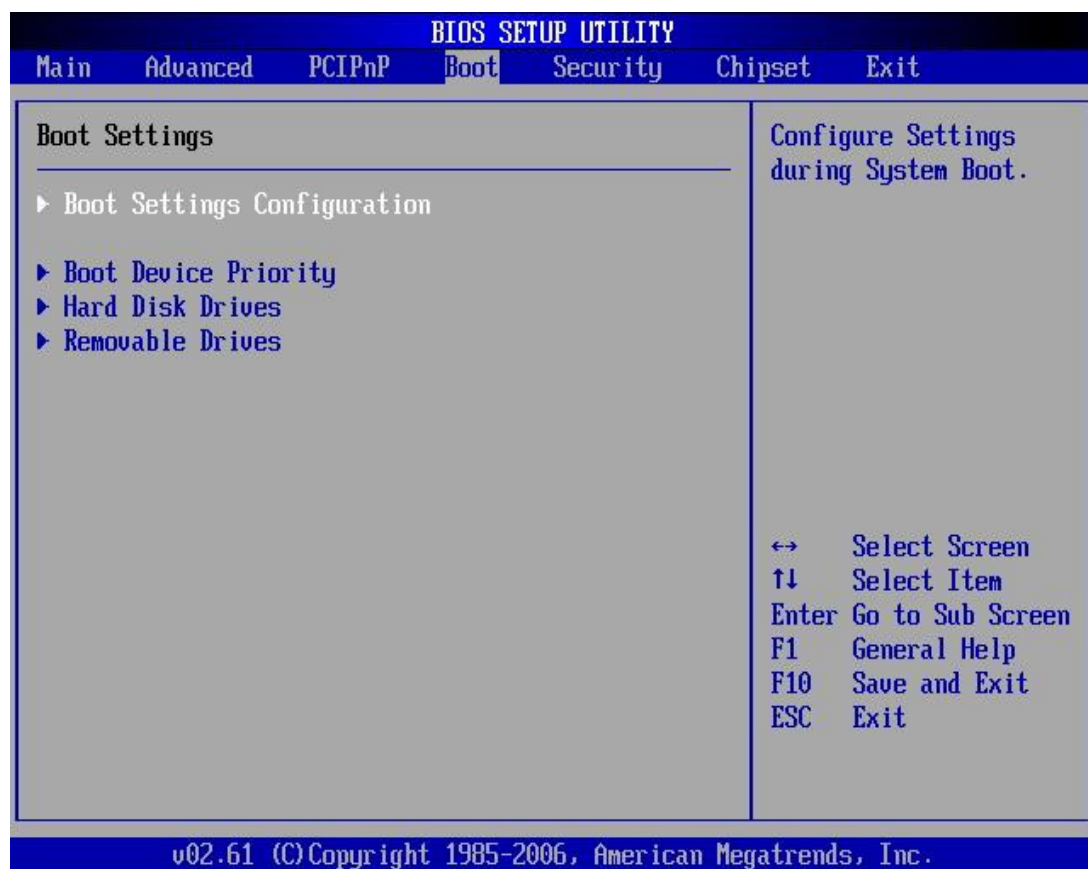 BIOS SETUP UTILITY
Main Advanced PCIPnP Boot Security Chipset Exit
Boot Settings
▶ Boot Settings Configuration
▶ Boot Device Priority
▶ Hard Disk Drives
▶ Removable Drives
Configure Settings
during System Boot.
↔ Select Screen
↑↓ Select Item
Enter Go to Sub Screen
F1 General Help
F10 Save and Exit
ESC Exit
v02.61 (C)Copyright 1985-2006, American Megatrends, Inc.